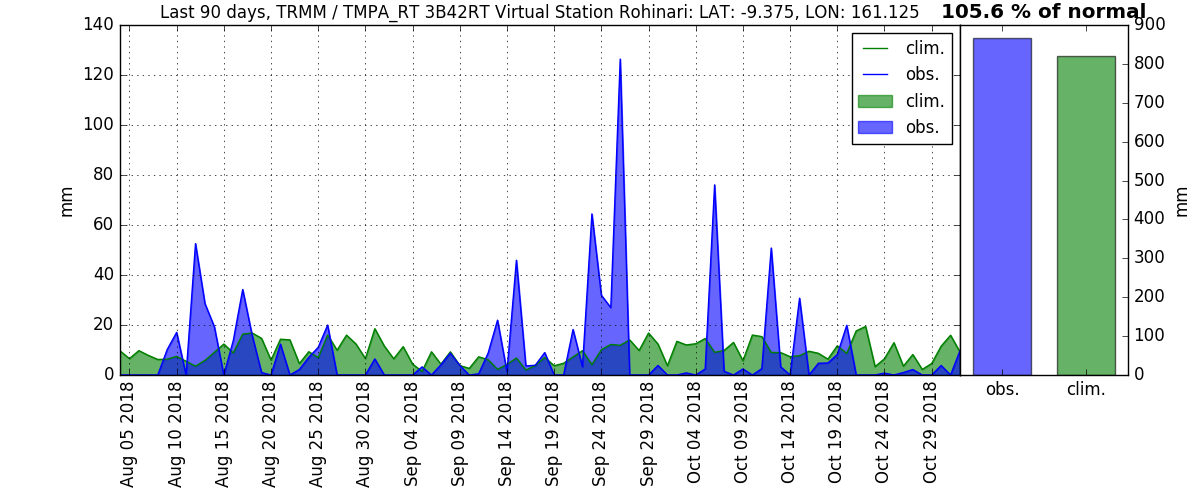 Last 90 days, TRMM / TMPA_RT 3B42RT Virtual Station Rohinari: LAT: -9.375, LON: 161.125
105.6 % of normal
140
120
100
80
60
40
20
0
mm
clim.
obs.
clim.
obs.
Aug 05 2018
Aug 10 2018
Aug 15 2018
Aug 20 2018
Aug 25 2018
Aug 30 2018
Sep 04 2018
Sep 09 2018
Sep 14 2018
Sep 19 2018
Sep 24 2018
Sep 29 2018
Oct 04 2018
Oct 09 2018
Oct 14 2018
Oct 19 2018
Oct 24 2018
Oct 29 2018
900
800
700
600
500
400
300
200
100
0
mm
obs.
clim.